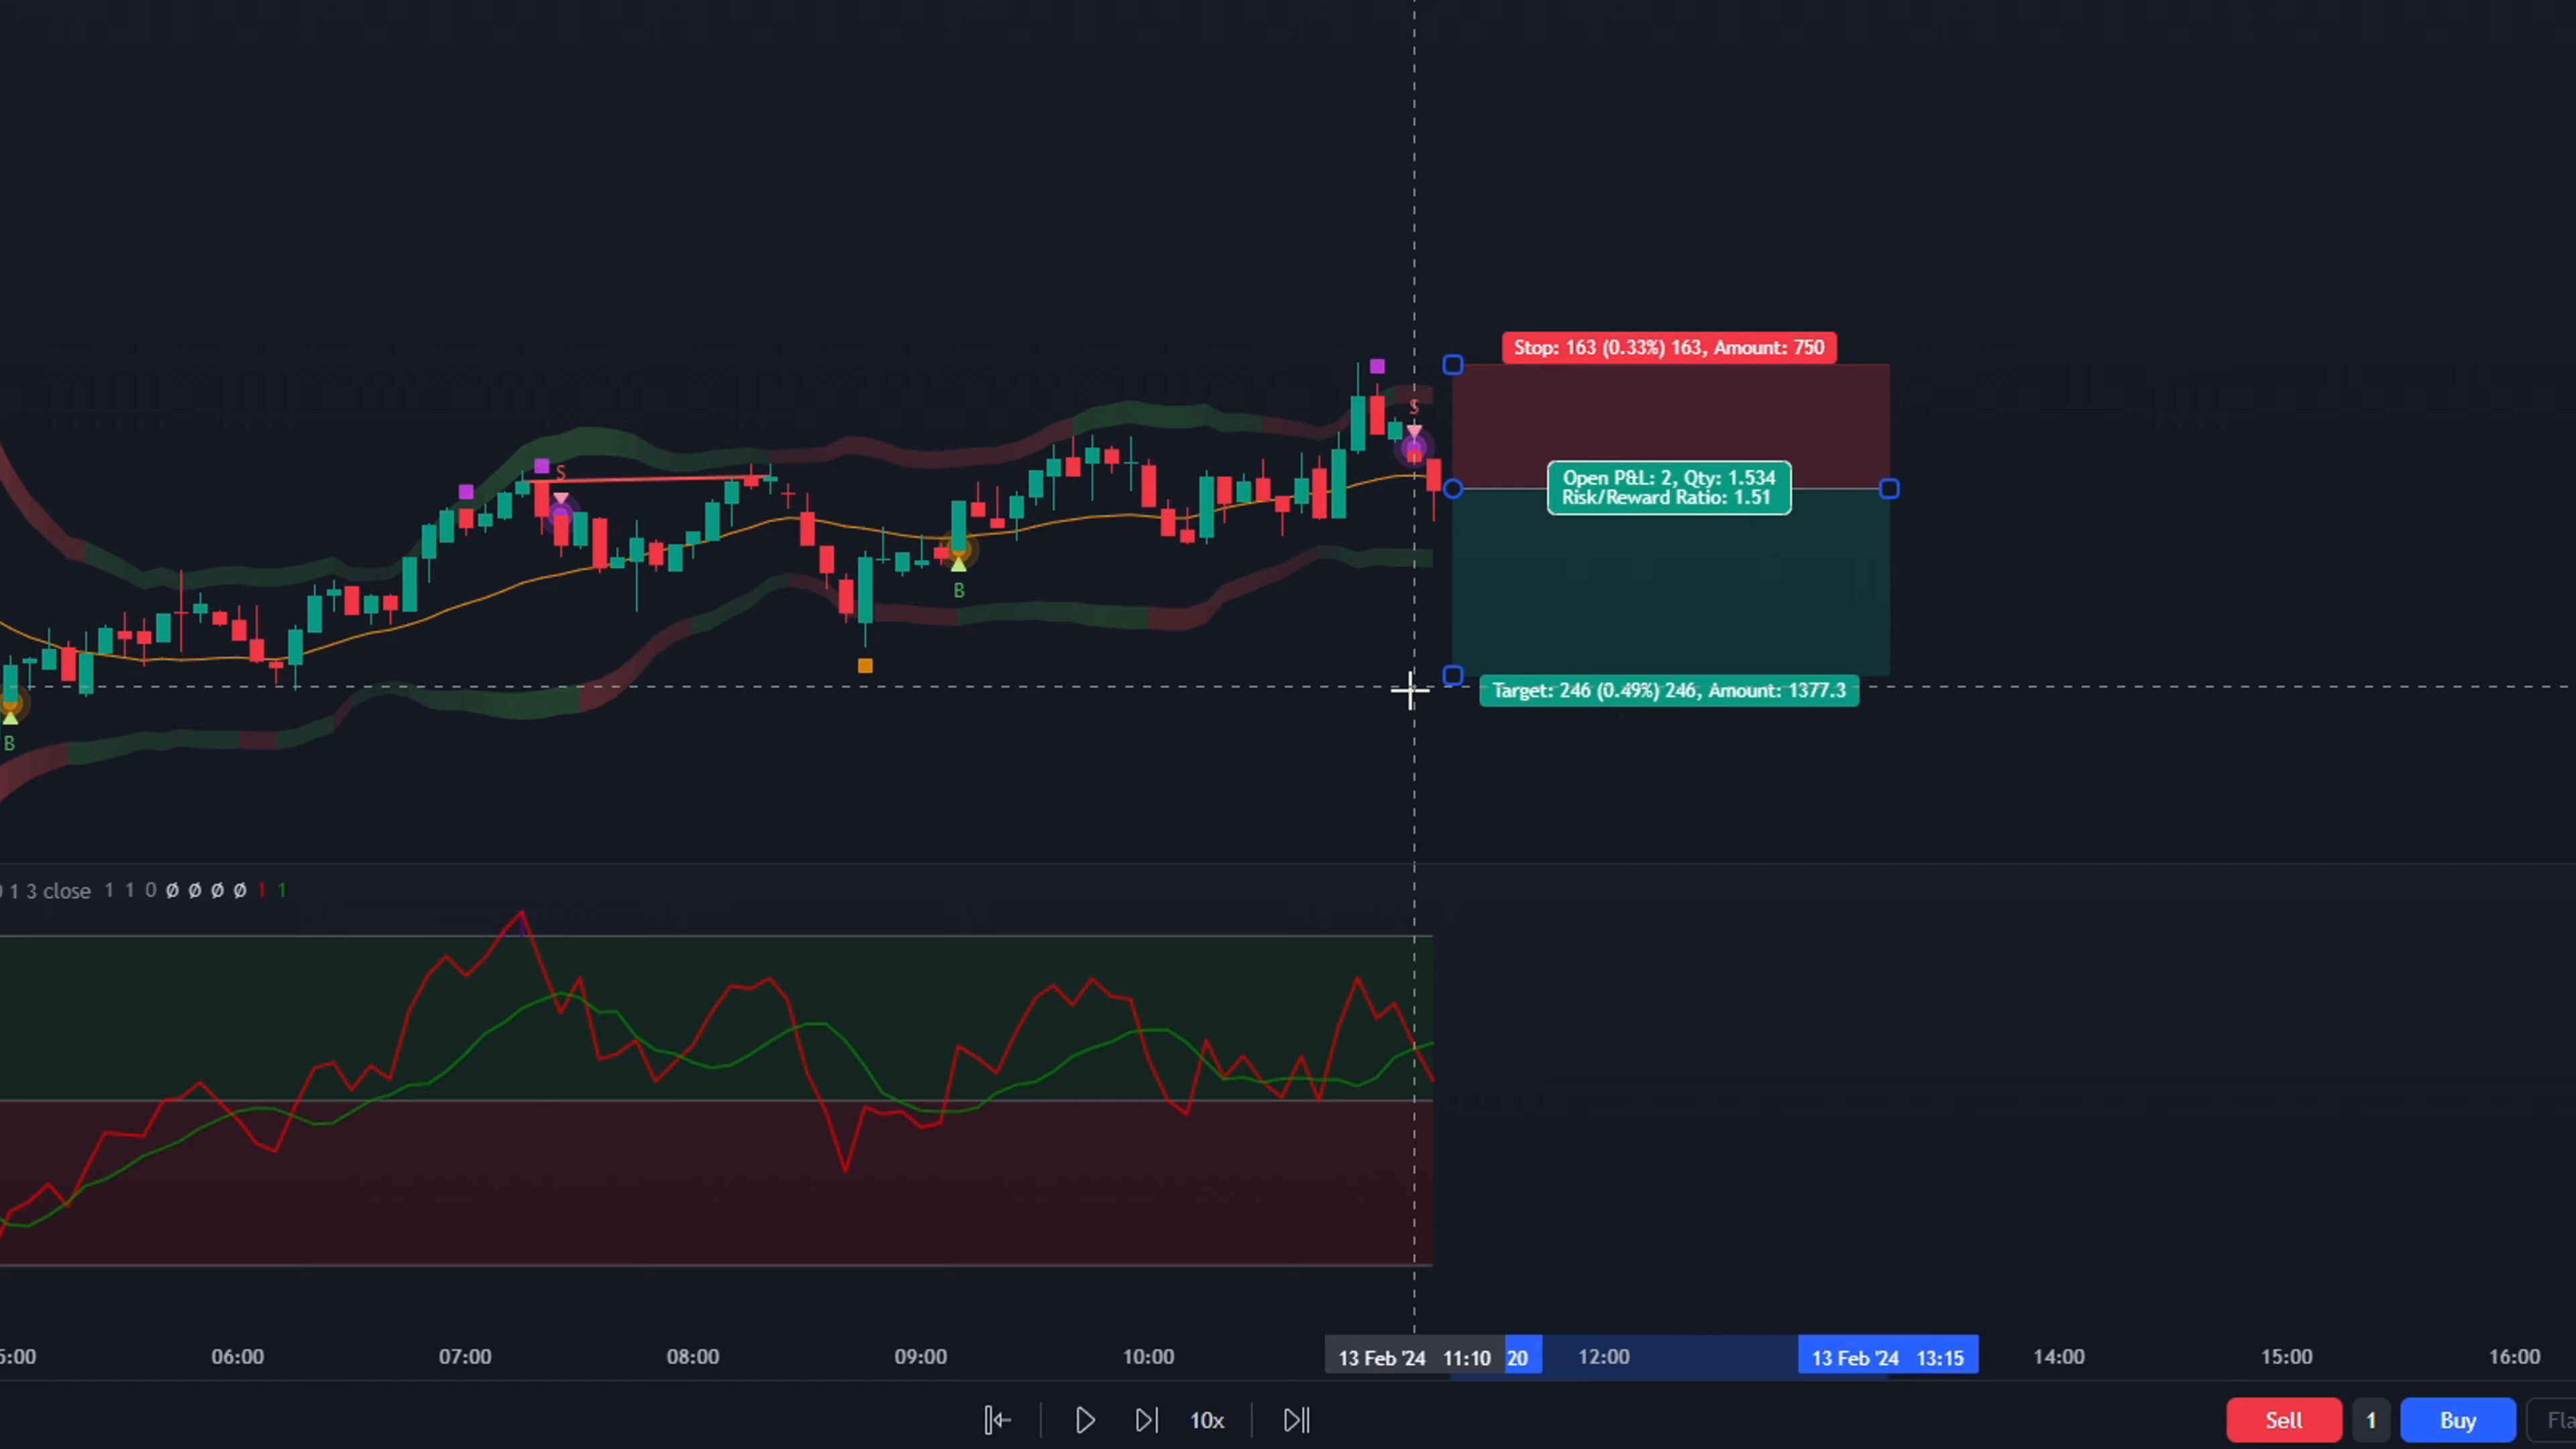 Stop: 163 (0.33%) 163, Amount: 750
S
S
Open P&L: 2, Qty: 1.534
Risk/Reward Ratio: 1.51
B
Target: 246 (0.49%) 246, Amount: 1377.3
B
1 3 close 1 1 0 Ø Ø Ø Ø 1 1
06:00 07:00 08:00 09:00 10:00 13 Feb '24 11:10 20 12:00 13 Feb '24 13:15 14:00 15:00 16:00
10x Sell 1 Buy